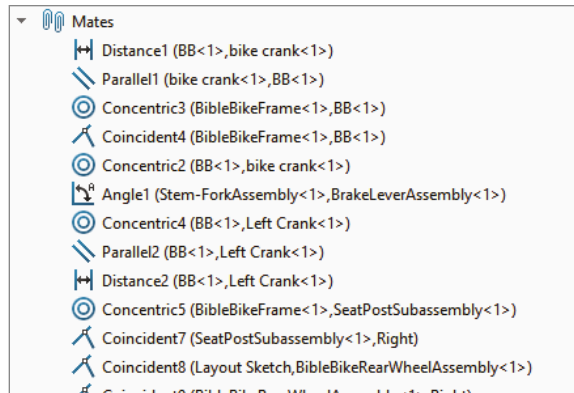 Mates
Distance1 (BB<1>,bike crank<1>)
Parallel1 (bike crank<1>,BB<1>)
Concentric3 (BibleBikeFrame<1>,BB<1>)
Coincident4 (BibleBikeFrame<1>,BB<1>)
Concentric2 (BB<1>,bike crank<1>)
Angle1 (Stem-ForkAssembly<1>,BrakeLeverAssembly<1>)
Concentric4 (BB<1>,Left Crank<1>)
Parallel2 (BB<1>,Left Crank<1>)
Distance2 (BB<1>,Left Crank<1>)
Concentric5 (BibleBikeFrame<1>,SeatPostSubassembly<1>)
Coincident7 (SeatPostSubassembly<1>,Right)
Coincident8 (Layout Sketch,BibleBikeRearWheelAssembly<1>)